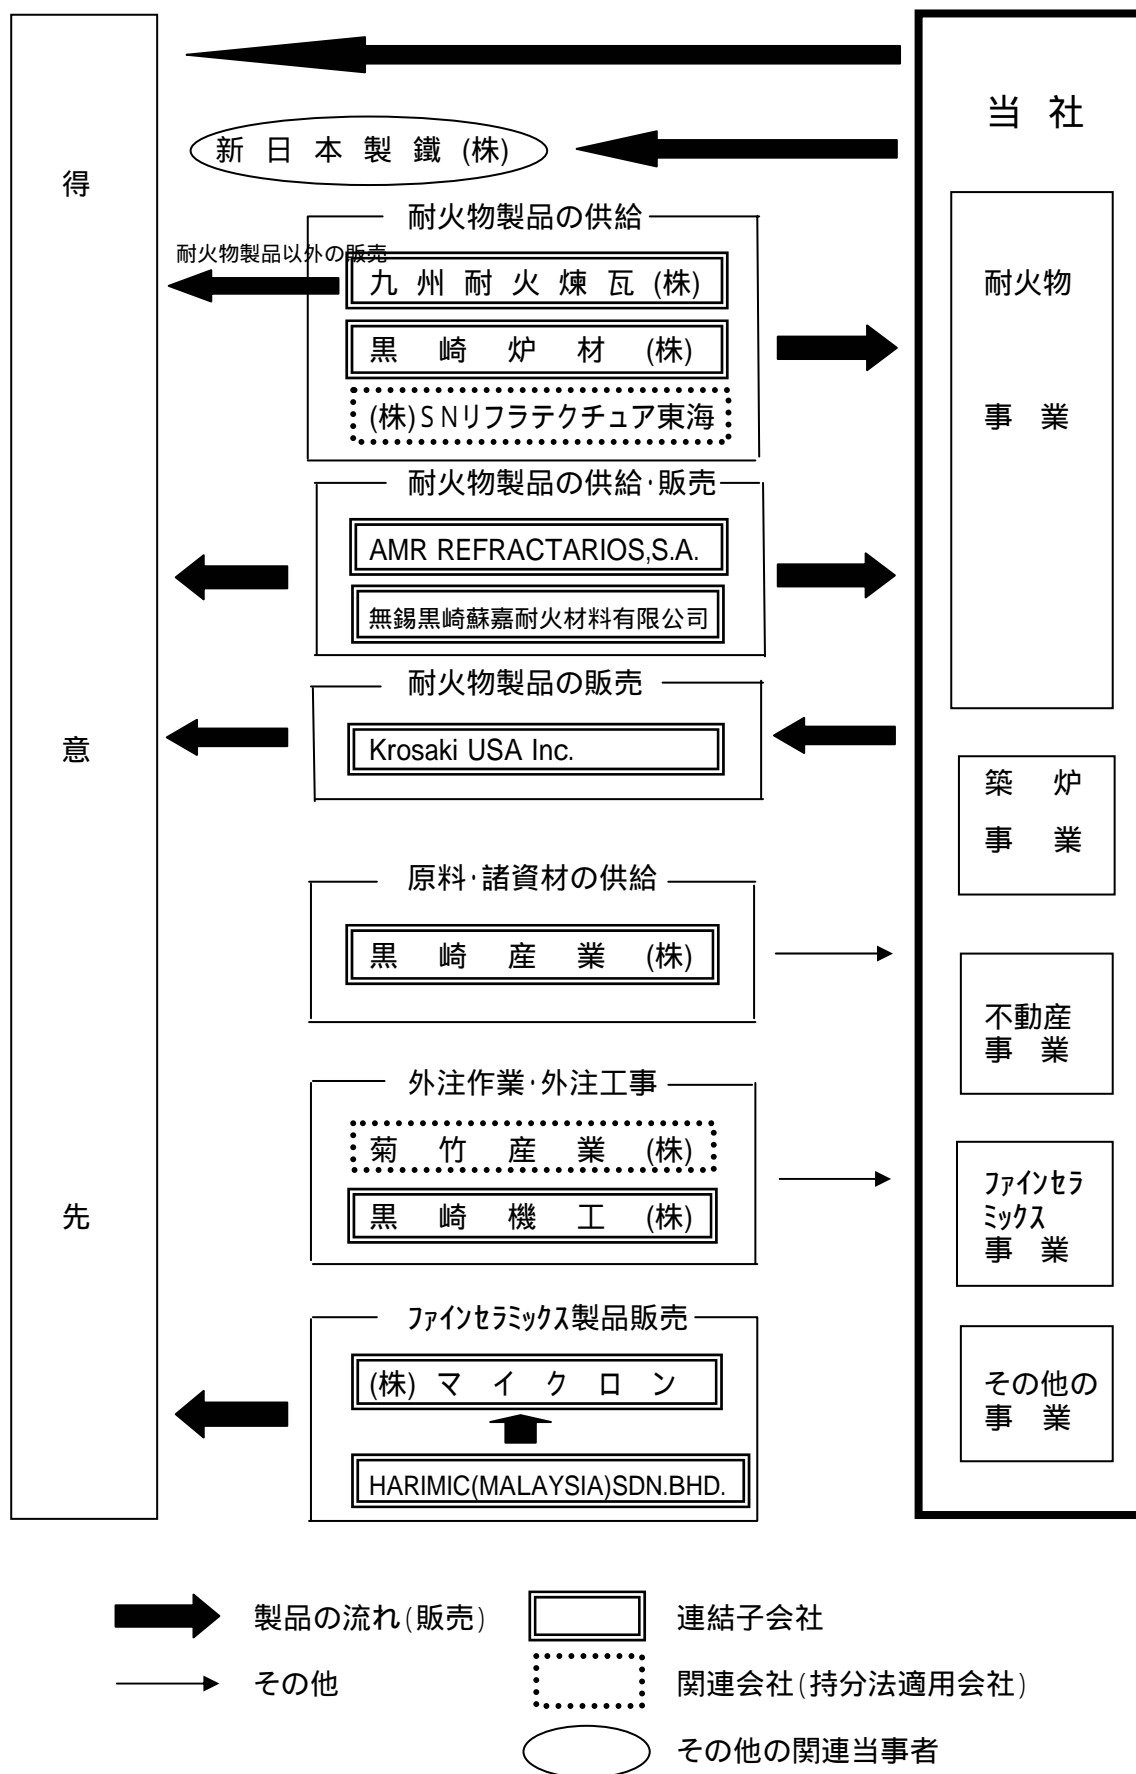 得
意
先
当 社
新 日 本 製 鐵 (株)
耐火物製品の供給
耐火物製品以外の販売
九 州 耐 火 煉 瓦 (株)
黒 崎 炉 材 (株)
(株)SNリフラテクチュア東海
耐火物
事 業
耐火物製品の供給・販売
AMR REFRACTARIOS,S.A.
無錫黒崎蘇嘉耐火材料有限公司
耐火物製品の販売
Krosaki USA Inc.
築 炉
事 業
原料・諸資材の供給
黒 崎 産 業 (株)
不動産
事 業
外注作業・外注工事
菊 竹 産 業 (株)
黒 崎 機 工 (株)
ファインセラ
ミックス
事 業
ファインセラミックス製品販売
(株) マ イ ク ロ ン
HARIMIC(MALAYSIA)SDN.BHD.
その他の
事 業
製品の流れ(販売)
連結子会社
その他
関連会社(持分法適用会社)
その他の関連当事者